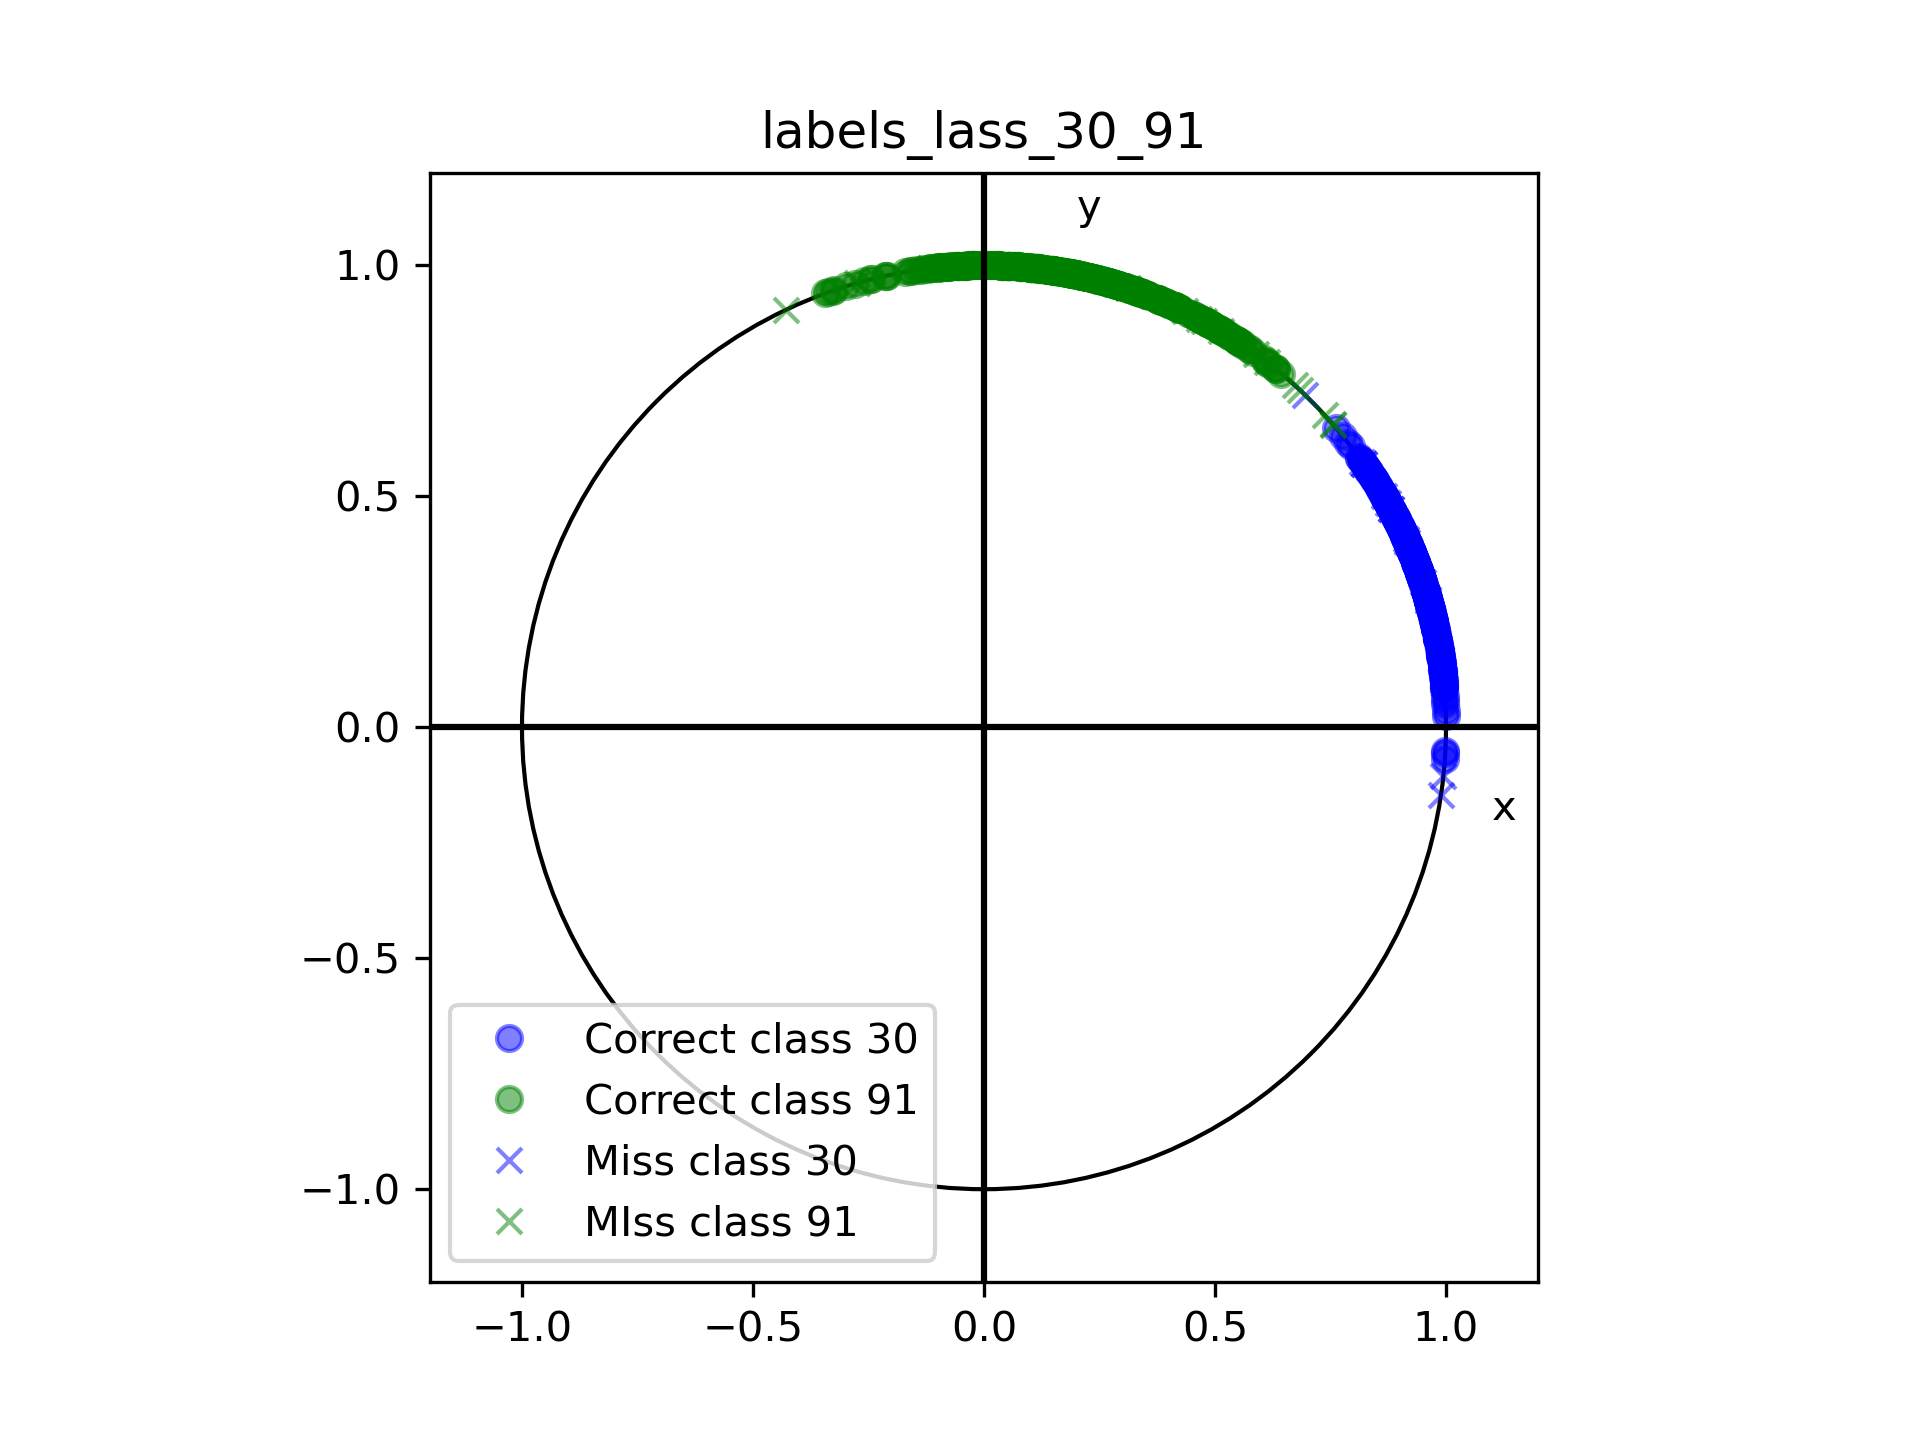 labels_lass_30_91
y
1.0
0.5
0.0
x
−0.5
−1.0
Correct class 30
Correct class 91
Miss class 30
MIss class 91
−1.0 −0.5 0.0 0.5 1.0